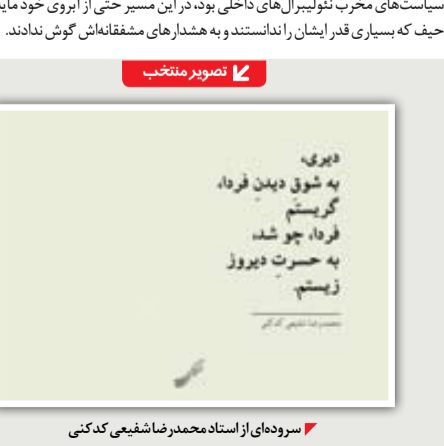 سیاست‌های مخرب نئولیبرال‌های داخلی بود، در این مسیر حتی از آبروی خود مایه
حیف که بسیاری قدر ایشان را ندانستند و به هشدارهای مشفقانه‌اش گوش ندادند.
تصویر منتخب
دیری،
به شوقِ دیدنِ فردا،
گریستم
فردا، چو شد،
به حسرتِ دیروز
زیستم.
محمدرضا شفیعی کدکنی
سروده‌ای از استاد محمدرضا شفیعی کدکنی